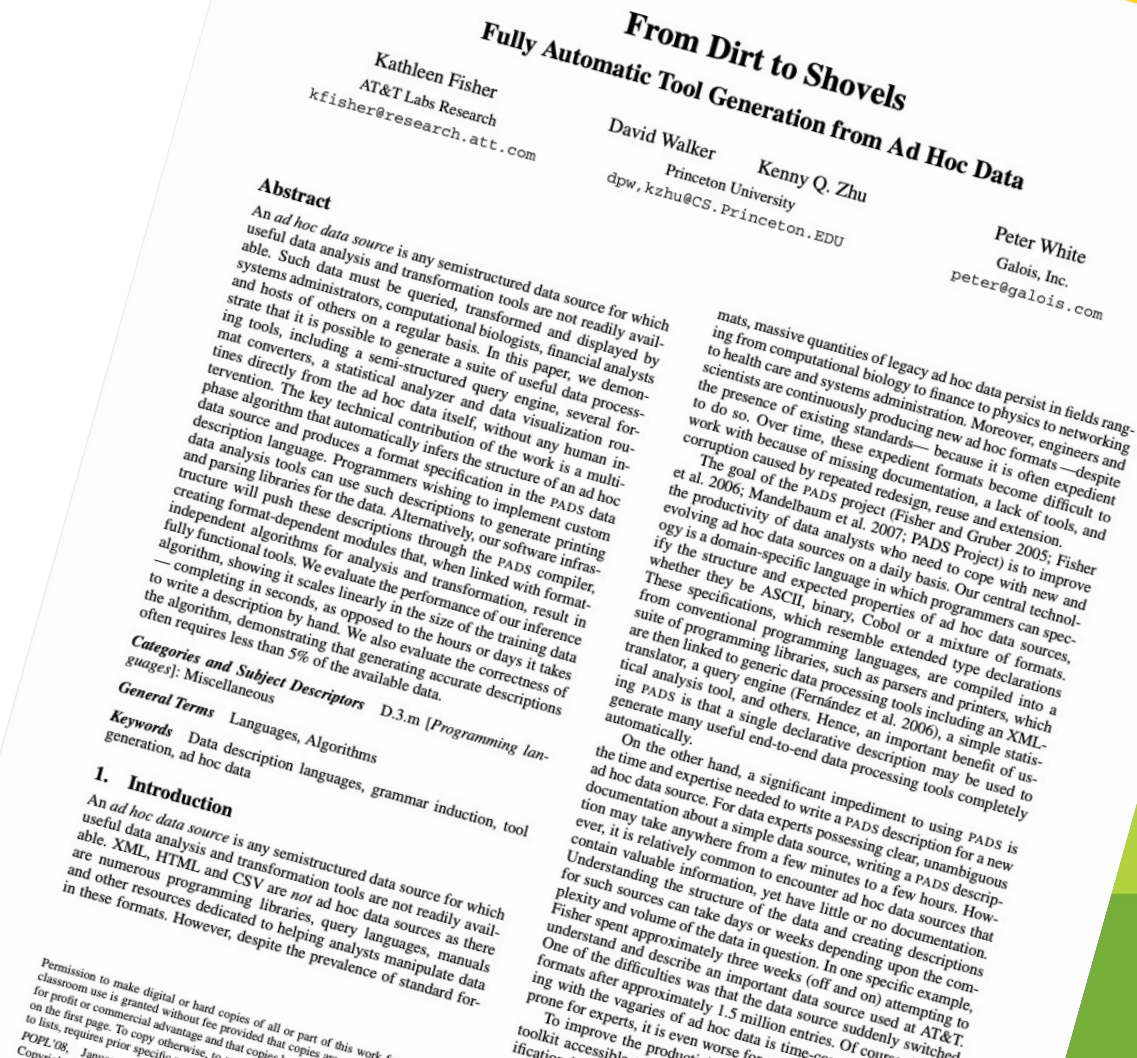 From Dirt to Shovels
Fully Automatic Tool Generation from Ad Hoc Data
Kathleen Fisher
AT&T Labs Research
kfisher@research.att.com
David Walker Kenny Q. Zhu
Princeton University
dpw,kzhu@CS.Princeton.EDU
Peter White
Galois, Inc.
peter@galois.com
Abstract
An ad hoc data source is any semistructured data source for which
useful data analysis and transformation tools are not readily avail-
able. Such data must be queried, transformed and displayed by
systems administrators, computational biologists, financial analysts
and hosts of others on a regular basis. In this paper, we demon-
strate that it is possible to generate a suite of useful data process-
ing tools, including a semi-structured query engine, several for-
mat converters, a statistical analyzer and data visualization rou-
tines directly from the ad hoc data itself, without any human in-
tervention. The key technical contribution of the work is a multi-
phase algorithm that automatically infers the structure of an ad hoc
data source and produces a format specification in the PADS data
description language. Programmers wishing to implement custom
data analysis tools can use such descriptions to generate printing
and parsing libraries for the data. Alternatively, our software infras-
tructure will push these descriptions through the PADS compiler,
creating format-dependent modules that, when linked with format-
independent algorithms for analysis and transformation, result in
fully functional tools. We evaluate the performance of our inference
algorithm, showing it scales linearly in the size of the training data
— completing in seconds, as opposed to the hours or days it takes
to write a description by hand. We also evaluate the correctness of
the algorithm, demonstrating that generating accurate descriptions
often requires less than 5% of the available data.
Categories and Subject Descriptors D.3.m [Programming lan-
guages]: Miscellaneous
General Terms Languages, Algorithms
Keywords Data description languages, grammar induction, tool
generation, ad hoc data
1. Introduction
An ad hoc data source is any semistructured data source for which
useful data analysis and transformation tools are not readily avail-
able. XML, HTML and CSV are not ad hoc data sources as there
are numerous programming libraries, query languages, manuals
and other resources dedicated to helping analysts manipulate data
in these formats. However, despite the prevalence of standard for-
Permission to make digital or hard copies of all or part of this work
classroom use is granted without fee provided that copies are
for profit or commercial advantage and that copies
on the first page. To copy otherwise, to
to lists, requires prior specific
POPL'08,
mats, massive quantities of legacy ad hoc data persist in fields rang-
ing from computational biology to finance to physics to networking
to health care and systems administration. Moreover, engineers and
scientists are continuously producing new ad hoc formats —despite
the presence of existing standards— because it is often expedient
to do so. Over time, these expedient formats become difficult to
work with because of missing documentation, a lack of tools, and
corruption caused by repeated redesign, reuse and extension.
The goal of the PADS project (Fisher and Gruber 2005; Fisher
et al. 2006; Mandelbaum et al. 2007; PADS Project) is to improve
the productivity of data analysts who need to cope with new and
evolving ad hoc data sources on a daily basis. Our central technol-
ogy is a domain-specific language in which programmers can spec-
ify the structure and expected properties of ad hoc data sources,
whether they be ASCII, binary, Cobol or a mixture of formats.
These specifications, which resemble extended type declarations
from conventional programming languages, are compiled into a
suite of programming libraries, such as parsers and printers, which
are then linked to generic data processing tools including an XML-
translator, a query engine (Fernández et al. 2006), a simple statis-
tical analysis tool, and others. Hence, an important benefit of us-
ing PADS is that a single declarative description may be used to
generate many useful end-to-end data processing tools completely
automatically.
On the other hand, a significant impediment to using PADS is
the time and expertise needed to write a PADS description for a new
ad hoc data source. For data experts possessing clear, unambiguous
documentation about a simple data source, writing a PADS descrip-
tion may take anywhere from a few minutes to a few hours. How-
ever, it is relatively common to encounter ad hoc data sources that
contain valuable information, yet have little or no documentation.
Understanding the structure of the data and creating descriptions
for such sources can take days or weeks depending upon the com-
plexity and volume of the data in question. In one specific example,
Fisher spent approximately three weeks (off and on) attempting to
understand and describe an important data source used at AT&T.
One of the difficulties was that the data source suddenly switched
formats after approximately 1.5 million entries. Of course
ing with the vagaries of ad hoc data is
prone for experts, it is even worse for
To improve the
toolkit